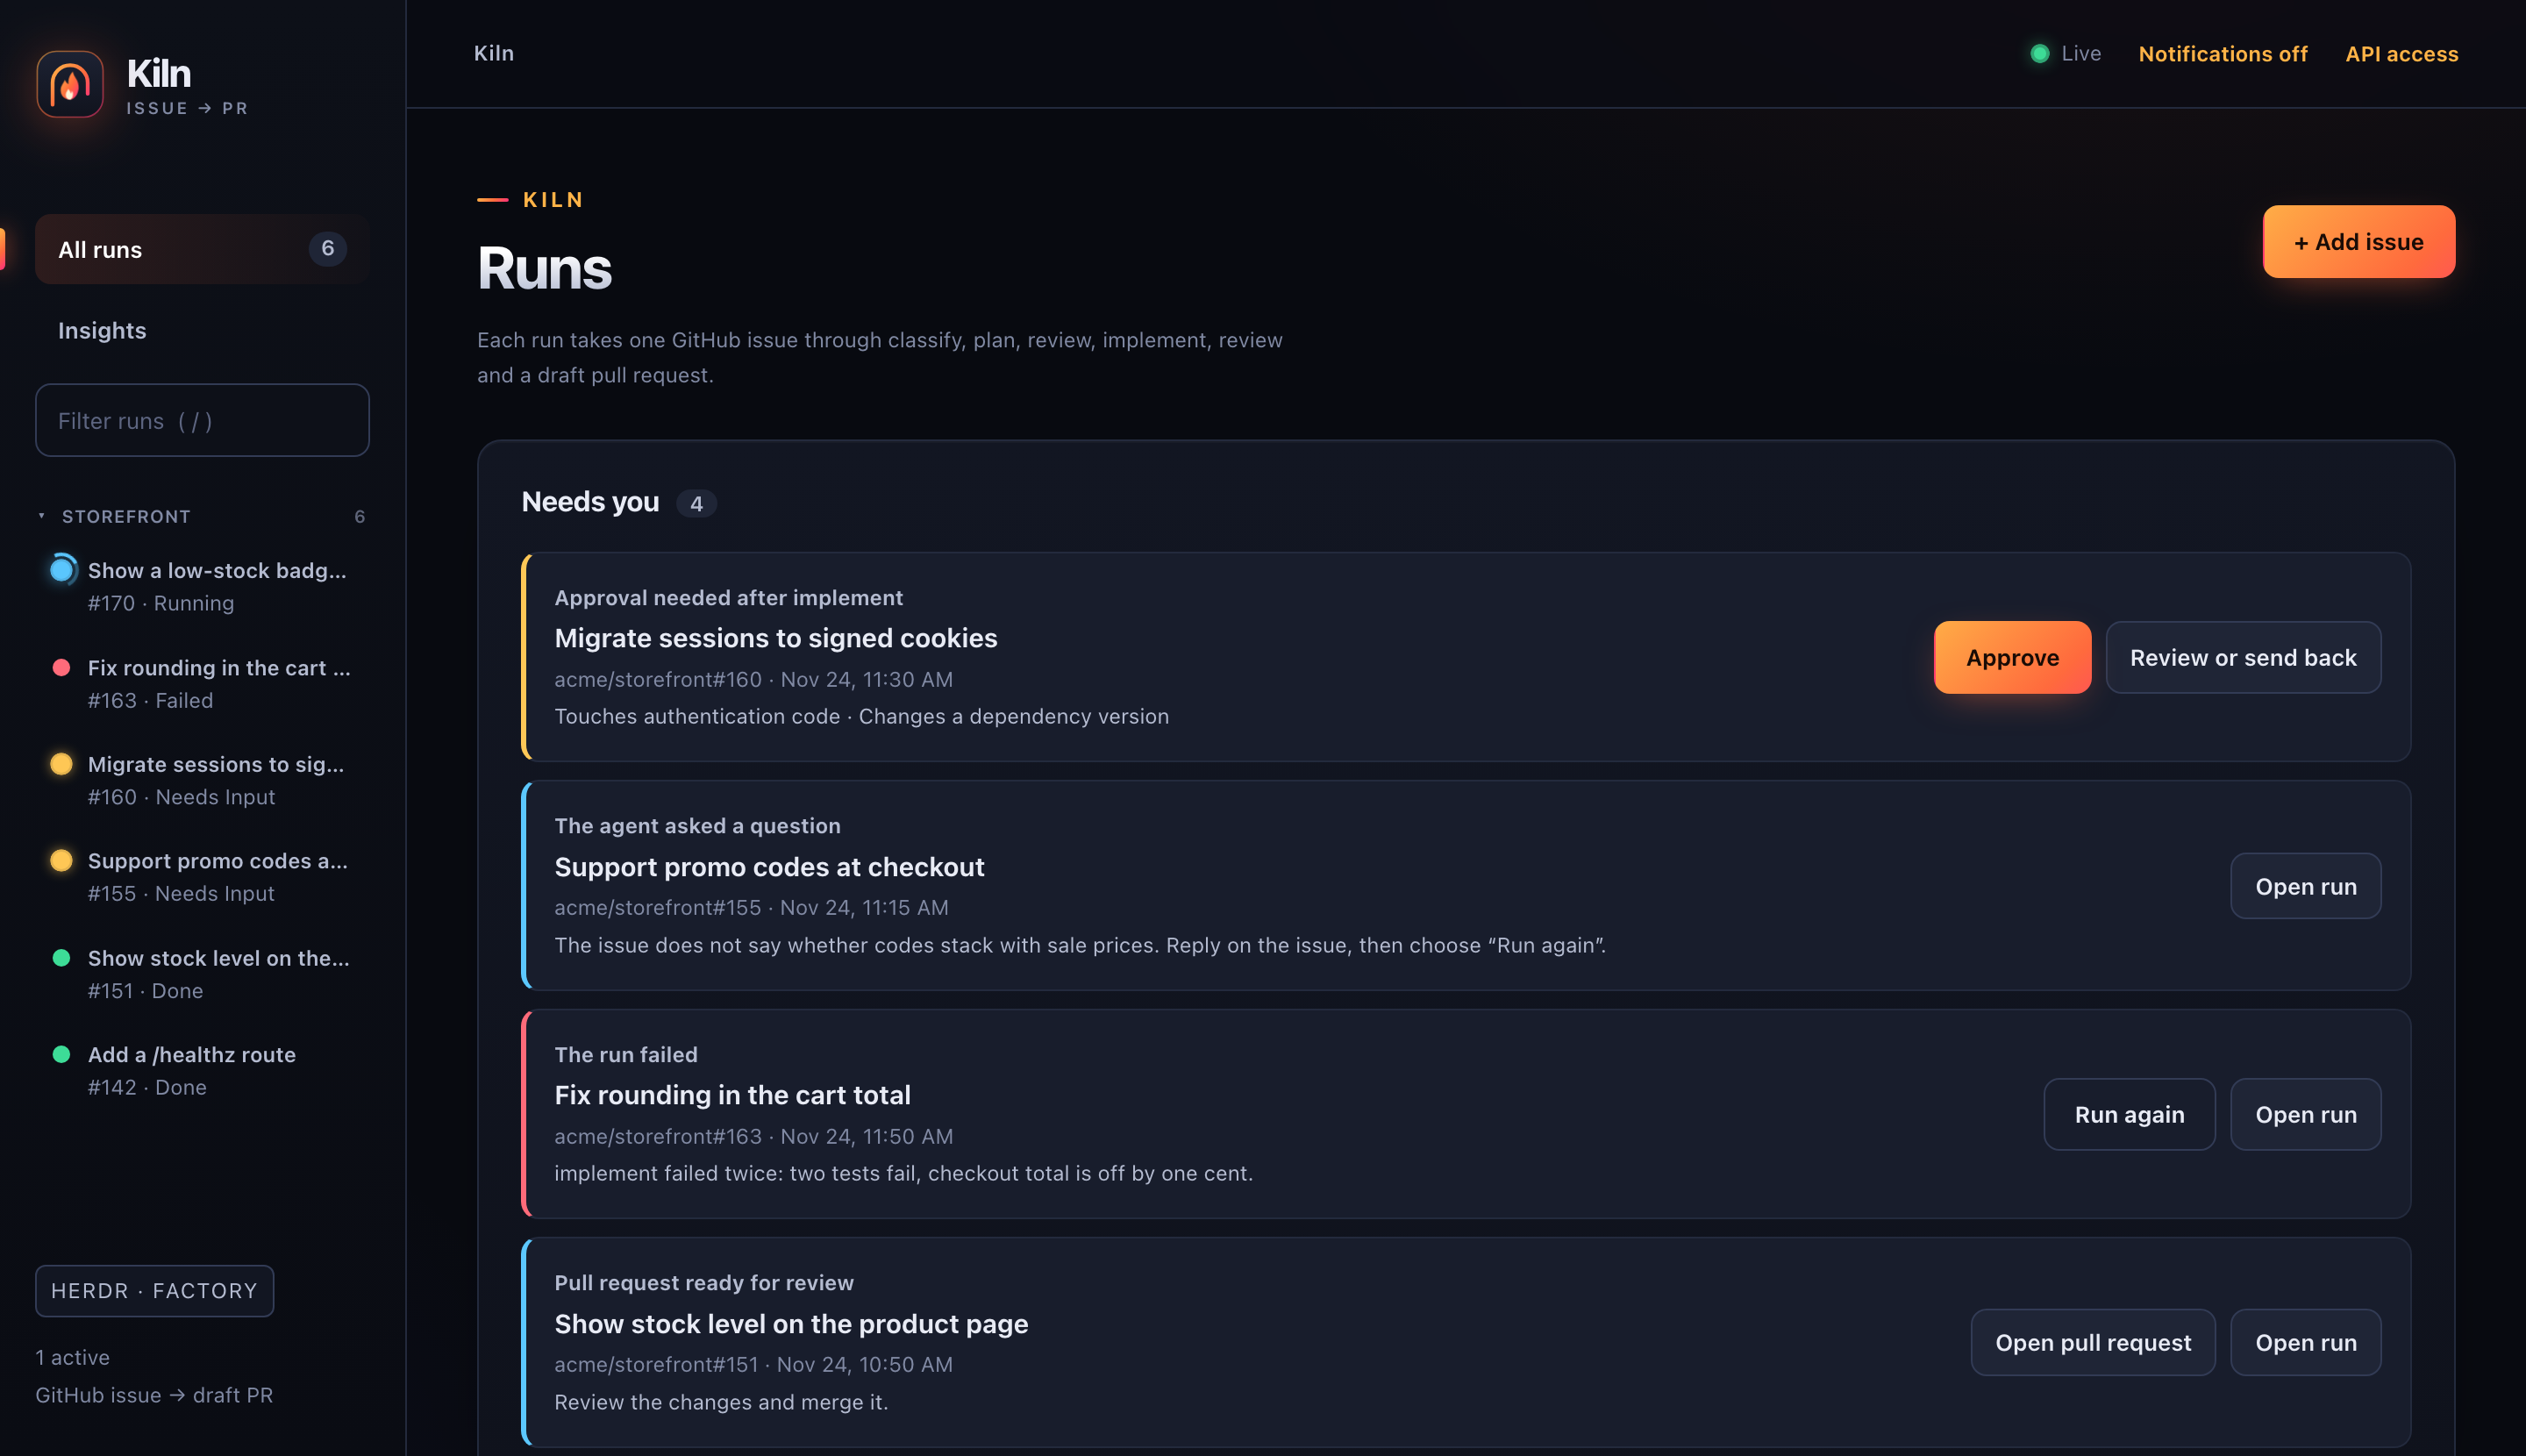 Kiln
ISSUE → PR
All runs 6
Insights
Filter runs ( / )
STOREFRONT 6
Show a low-stock badg...
#170 · Running
Fix rounding in the cart ...
#163 · Failed
Migrate sessions to sig...
#160 · Needs Input
Support promo codes a...
#155 · Needs Input
Show stock level on the...
#151 · Done
Add a /healthz route
#142 · Done
HERDR · FACTORY
1 active
GitHub issue → draft PR
Kiln
Live Notifications off API access
KILN
Runs
+ Add issue
Each run takes one GitHub issue through classify, plan, review, implement, review
and a draft pull request.
Needs you 4
Approval needed after implement
Migrate sessions to signed cookies
acme/storefront#160 · Nov 24, 11:30 AM
Touches authentication code · Changes a dependency version
Approve Review or send back
The agent asked a question
Support promo codes at checkout
acme/storefront#155 · Nov 24, 11:15 AM
The issue does not say whether codes stack with sale prices. Reply on the issue, then choose “Run again”.
Open run
The run failed
Fix rounding in the cart total
acme/storefront#163 · Nov 24, 11:50 AM
implement failed twice: two tests fail, checkout total is off by one cent.
Run again Open run
Pull request ready for review
Show stock level on the product page
acme/storefront#151 · Nov 24, 10:50 AM
Review the changes and merge it.
Open pull request Open run